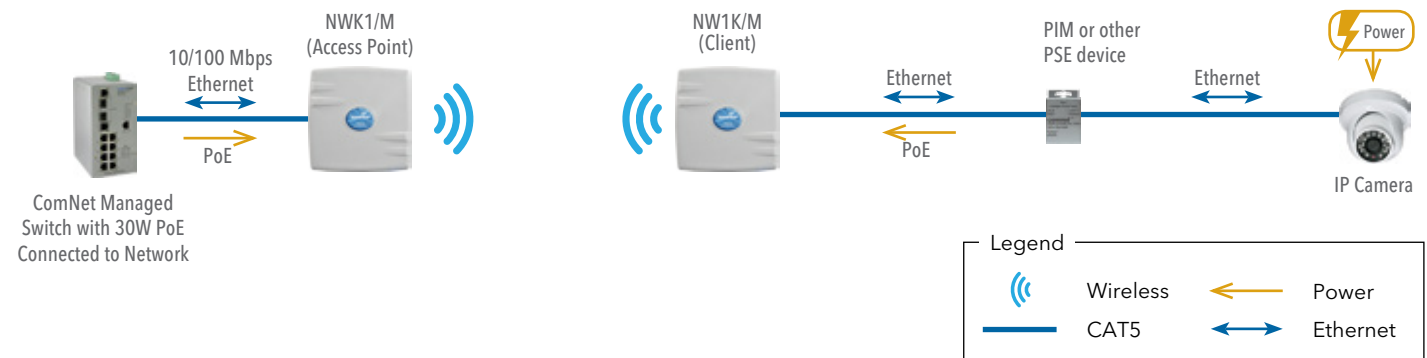 NWK1/M
(Access Point)
NW1K/M
(Client)
PIM or other
PSE device
Power
10/100 Mbps
Ethernet
PoE
Ethernet
PoE
Ethernet
IP Camera
ComNet Managed
Switch with 30W PoE
Connected to Network
Legend
Wireless
Power
CAT5
Ethernet